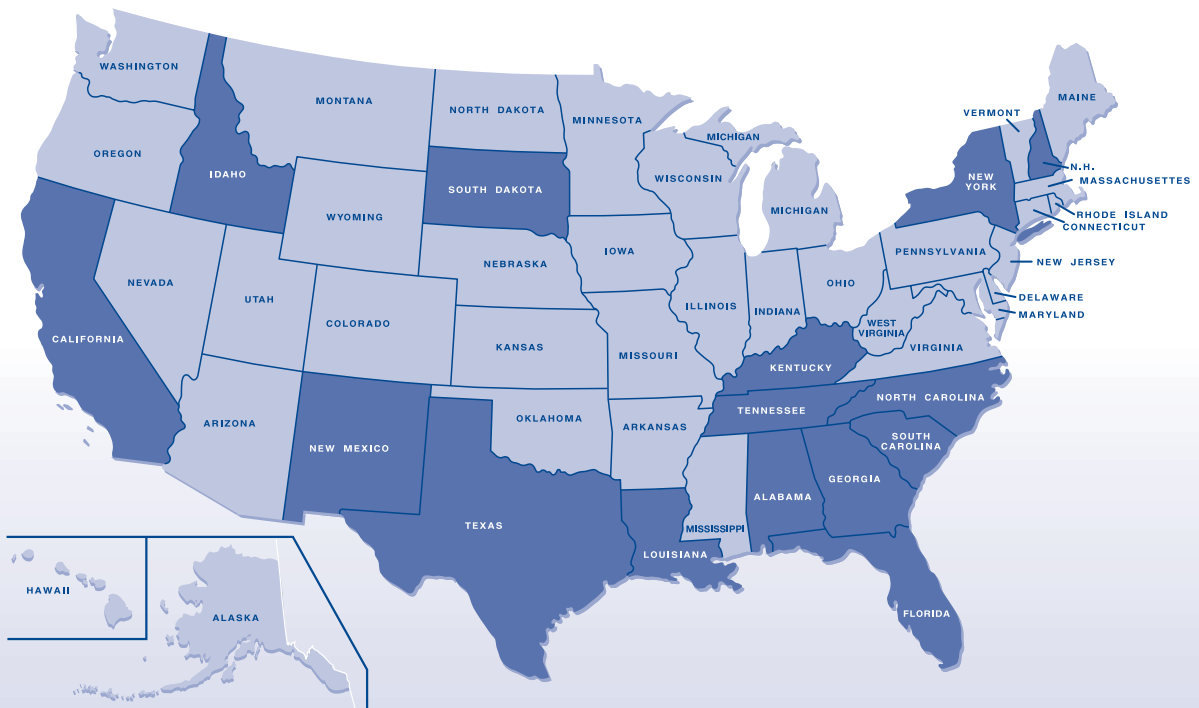 WASHINGTON
MONTANA
NORTH DAKOTA
MINNESOTA
MICHIGAN
MAINE
VERMONT
OREGON
IDAHO
SOUTH DAKOTA
WISCONSIN
NEW
YORK
N.H.
MASSACHUSETTES
WYOMING
MICHIGAN
RHODE ISLAND
CONNECTICUT
IOWA
PENNSYLVANIA
NEBRASKA
NEW JERSEY
NEVADA
UTAH
ILLINOIS
INDIANA
OHIO
DELAWARE
MARYLAND
CALIFORNIA
COLORADO
KANSAS
MISSOURI
WEST
VIRGINIA
VIRGINIA
KENTUCKY
NORTH CAROLINA
TENNESSEE
ARIZONA
NEW MEXICO
OKLAHOMA
ARKANSAS
SOUTH
CAROLINA
GEORGIA
ALABAMA
TEXAS
MISSISSIPPI
LOUISIANA
HAWAII
ALASKA
FLORIDA